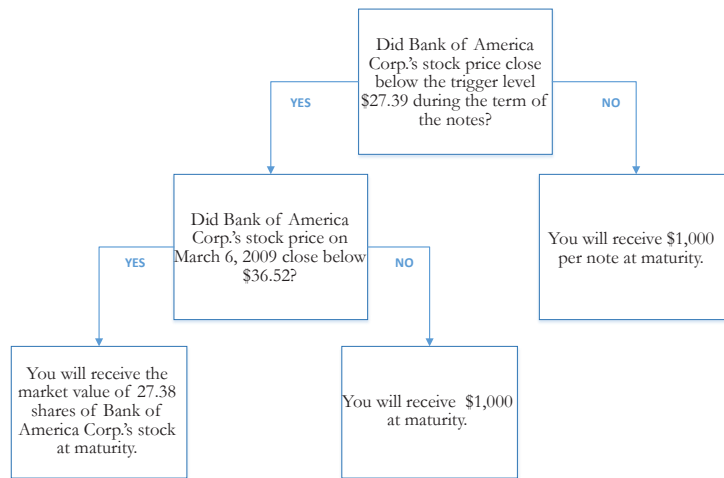 Did Bank of America
Corp.'s stock price close
below the trigger level
$27.39 during the term of
the notes?
YES
NO
Did Bank of America
Corp.'s stock price on
March 6, 2009 close below
$36.52?
You will receive $1,000
per note at maturity.
YES
NO
You will receive the
market value of 27.38
shares of Bank of
America Corp.'s stock
at maturity.
You will receive $1,000
at maturity.